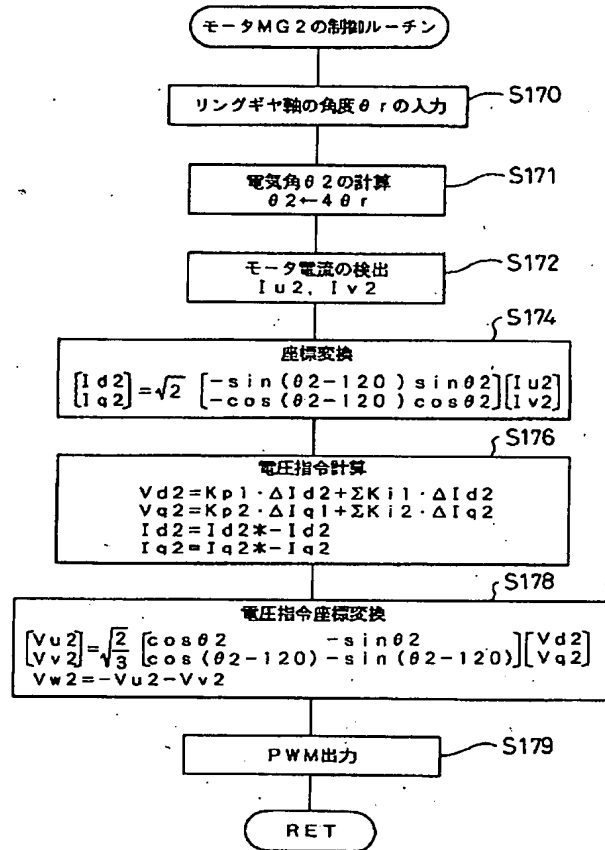 モータMG2の制御ルーチン
S170
リングギヤ軸の角度θrの入力
S171
電気角θ2の計算
θ2←4θr
S172
モータ電流の検出
Iu2, Iv2
S174
座標変換
[Id2]=√2 [-sin(θ2-120) sinθ2][Iu2]
[Iq2] [-cos(θ2-120) cosθ2][Iv2]
S176
電圧指令計算
Vd2=Kp1・ΔId2+ΣKi1・ΔId2
Vq2=Kp2・ΔIq1+ΣKi2・ΔIq2
Id2=Id2*-Id2
Iq2=Iq2*-Iq2
S178
電圧指令座標変換
[Vu2]=√2/3 [cosθ2 -sinθ2][Vd2]
[Vv2] [cos(θ2-120)-sin(θ2-120)][Vq2]
Vw2=-Vu2-Vv2
S179
PWM出力
RET